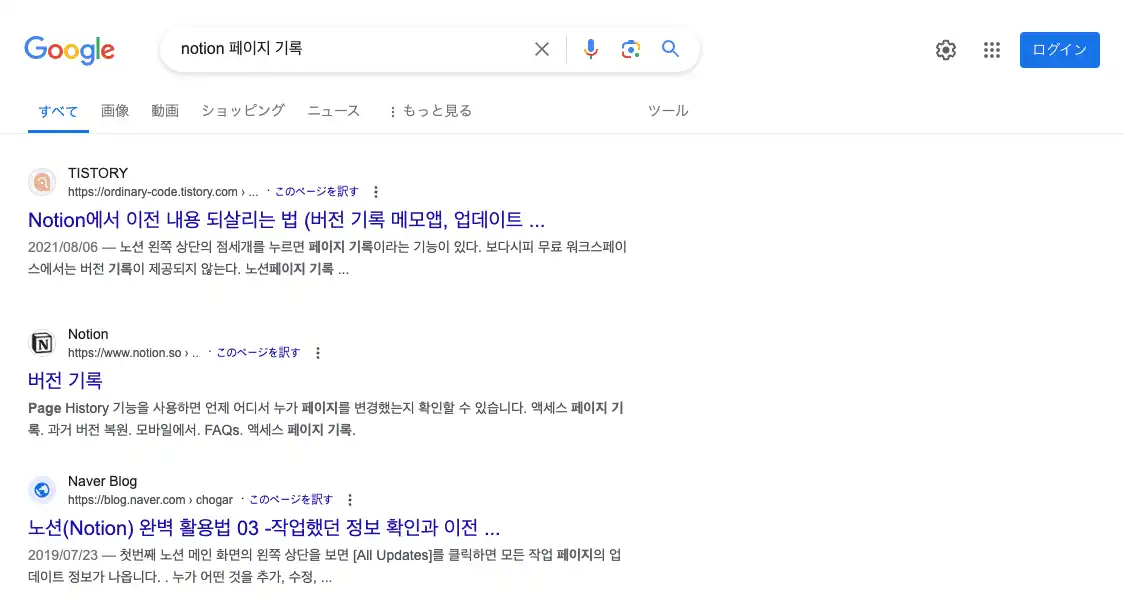 Google
notion 페이지 기록
ログイン
すべて 画像 動画 ショッピング ニュース もっと見る ツール
TISTORY
https://ordinary-code.tistory.com › ... · このページを訳す
Notion에서 이전 내용 되살리는 법 (버전 기록 메모앱, 업데이트 ...
2021/08/06 — 노션 왼쪽 상단의 점세개를 누르면 페이지 기록이라는 기능이 있다. 보다시피 무료 워크스페이
스에서는 버전 기록이 제공되지 않는다. 노션페이지 기록 ...
Notion
https://www.notion.so › .. · このページを訳す
버전 기록
Page History 기능을 사용하면 언제 어디서 누가 페이지를 변경했는지 확인할 수 있습니다. 액세스 페이지 기
록. 과거 버전 복원. 모바일에서. FAQs. 액세스 페이지 기록.
Naver Blog
https://blog.naver.com › chogar · このページを訳す
노션(Notion) 완벽 활용법 03 -작업했던 정보 확인과 이전 ...
2019/07/23 — 첫번째 노션 메인 화면의 왼쪽 상단을 보면 [All Updates]를 클릭하면 모든 작업 페이지의 업
데이트 정보가 나옵니다. . 누가 어떤 것을 추가, 수정, ...